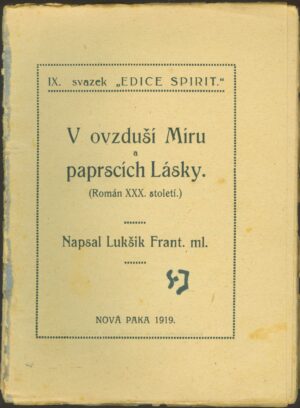 IX. svazek „EDICE SPIRIT."
V ovzduší Míru
a
paprscích Lásky.
(Román XXX. století.)
Napsal Lukšík Frant. ml.
NOVÁ PAKA 1919.